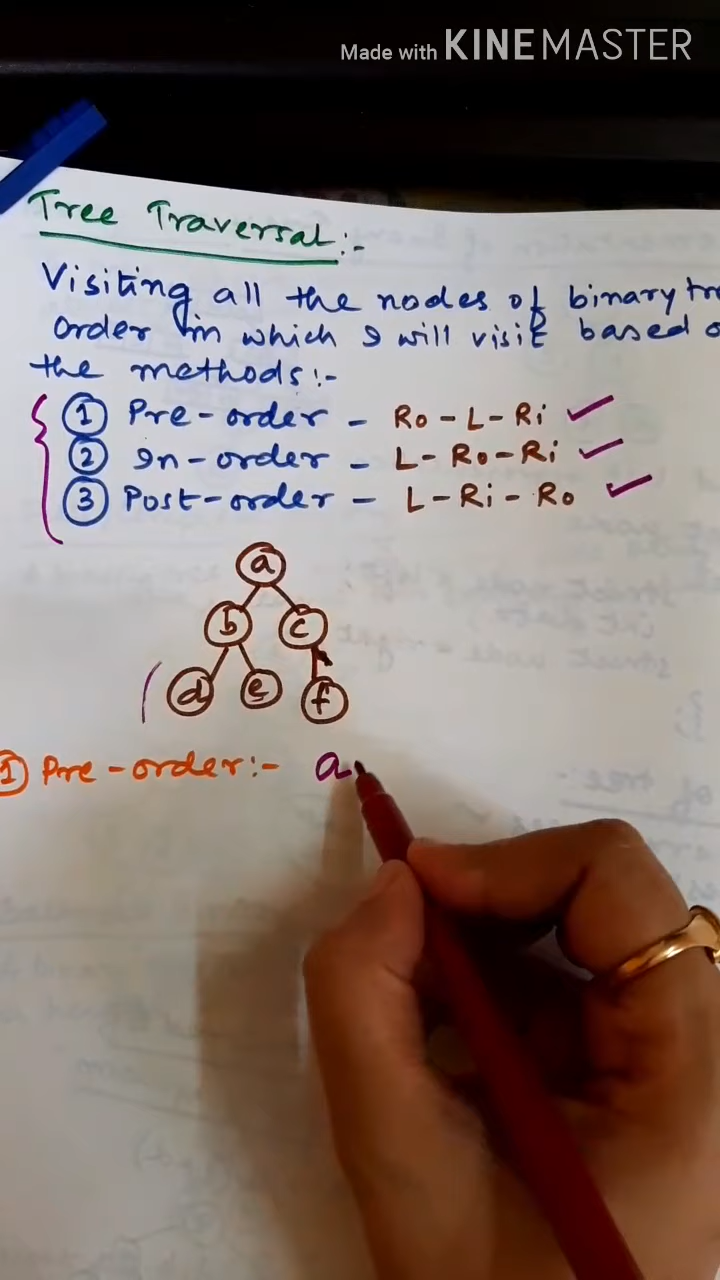 Made with KINEMASTER
Tree Traversal:-
Visiting all the nodes of binary
order in which I will visit based
the methods:-
① Pre-order - Ro-L-Ri ✓
② In-order - L-Ro-Ri ✓
③ Post-order - L-Ri-Ro ✓
a
b c
d e f
① Pre-order:- a